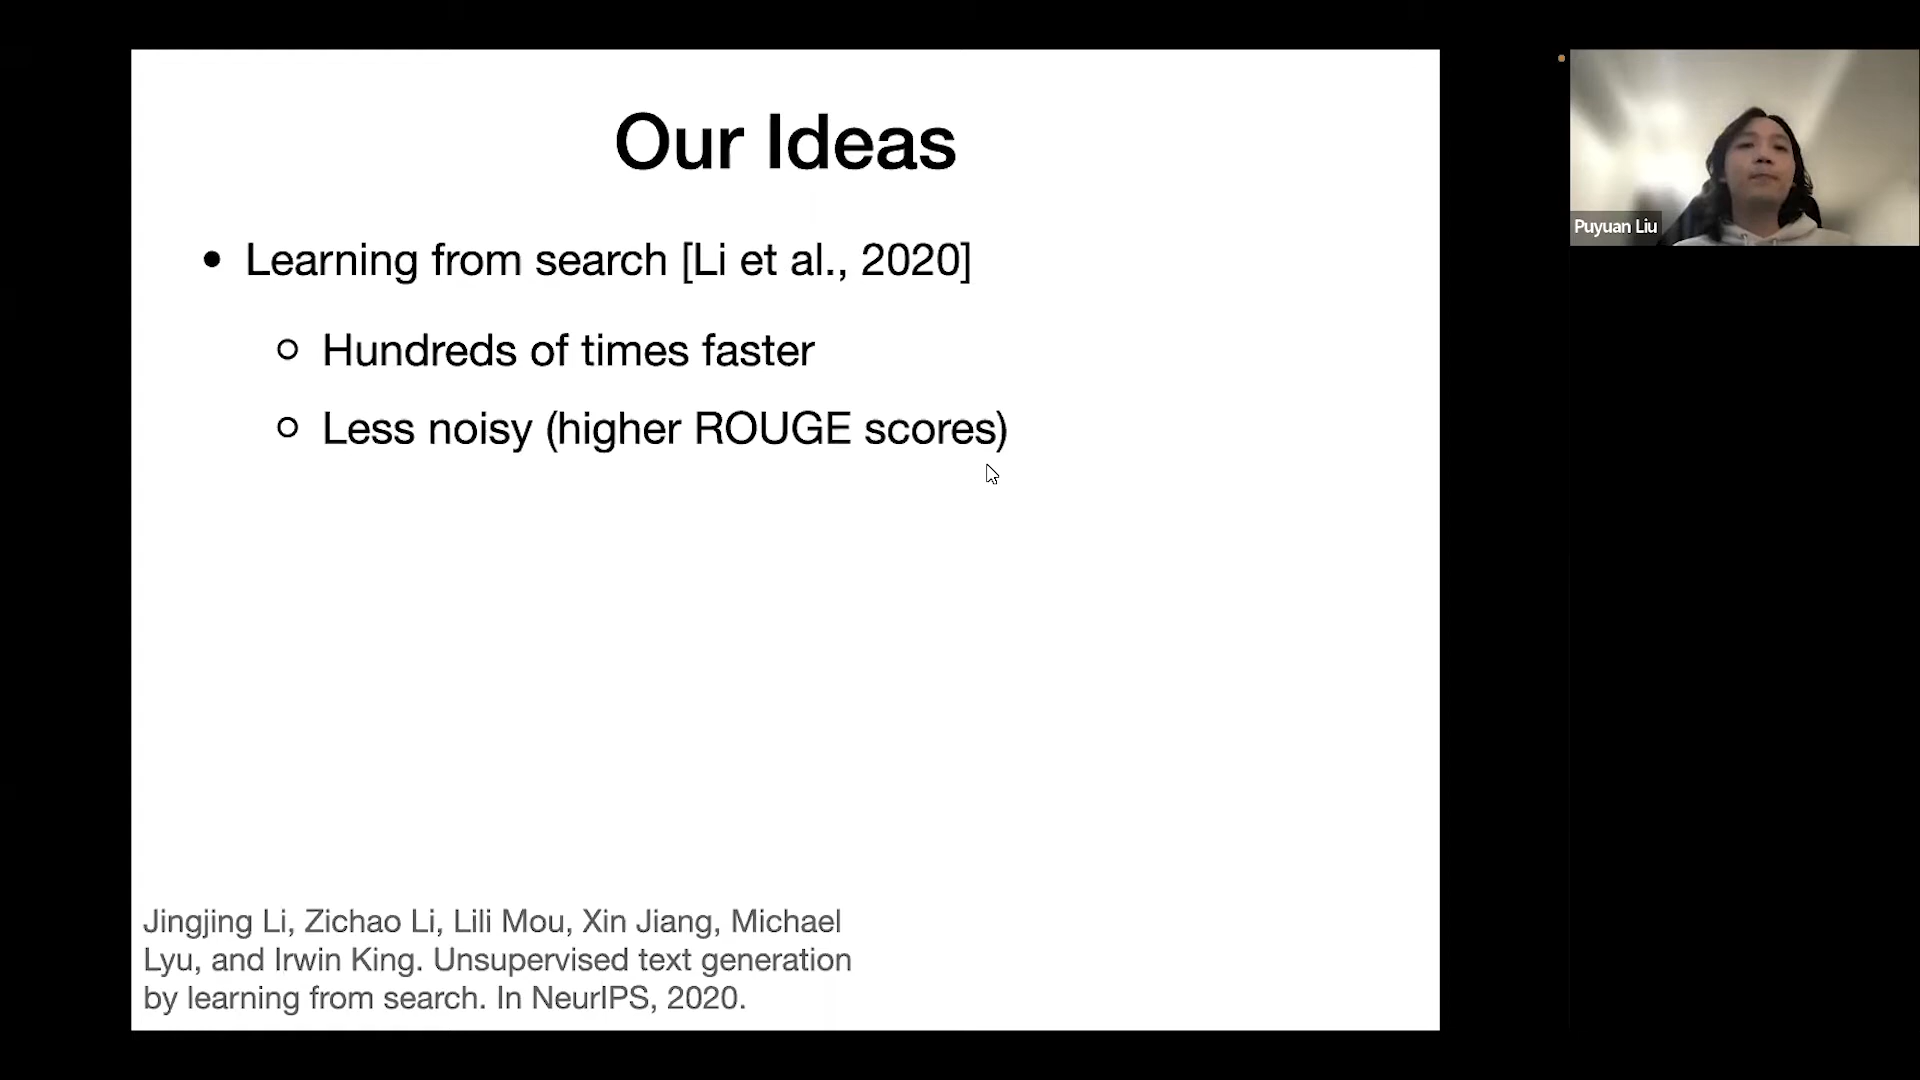 Our Ideas
• Learning from search [Li et al., 2020]
○ Hundreds of times faster
○ Less noisy (higher ROUGE scores)
Jingjing Li, Zichao Li, Lili Mou, Xin Jiang, Michael
Lyu, and Irwin King. Unsupervised text generation
by learning from search. In NeurIPS, 2020.
Puyuan Liu